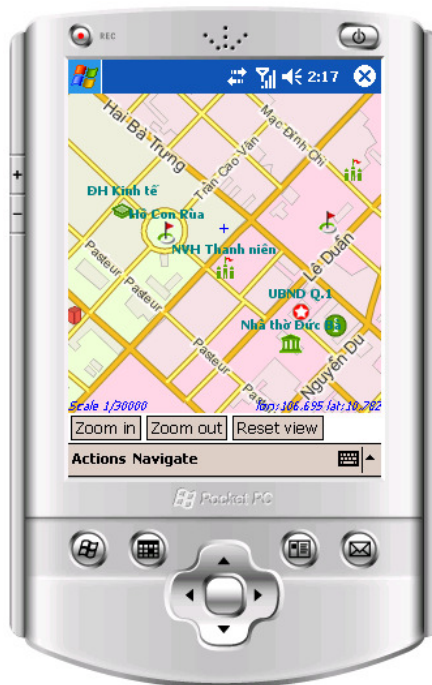 REC
2:17
Hai Bà Trưng
Mạc Đĩnh Chi
Trần Cao Vân
ĐH Kinh tế
Hồ Con Rùa
NVH Thanh niên
Lê Duẩn
Pasteur
Pasteur
UBND Q.1
Nhà thờ Đức Bà
Pasteur
Nguyễn Du
Scale 1/30000
lon:106.695 lat:10.782
Zoom in Zoom out Reset view
Actions Navigate
Pocket PC
+
−